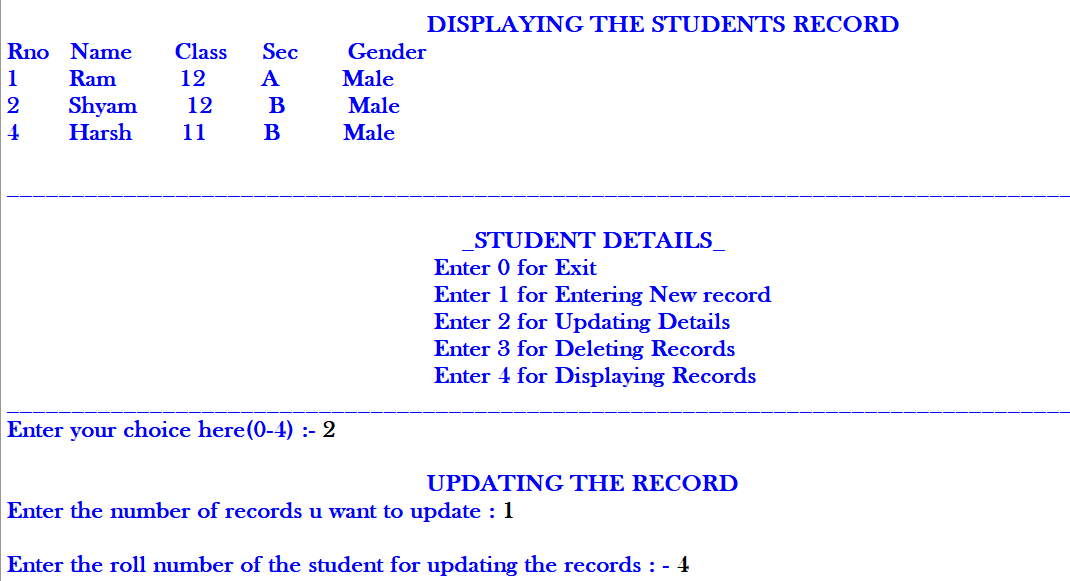 DISPLAYING THE STUDENTS RECORD
Rno Name Class Sec Gender
1 Ram 12 A Male
2 Shyam 12 B Male
4 Harsh 11 B Male
_STUDENT DETAILS_
Enter 0 for Exit
Enter 1 for Entering New record
Enter 2 for Updating Details
Enter 3 for Deleting Records
Enter 4 for Displaying Records
Enter your choice here(0-4) :- 2
UPDATING THE RECORD
Enter the number of records u want to update : 1
Enter the roll number of the student for updating the records : - 4